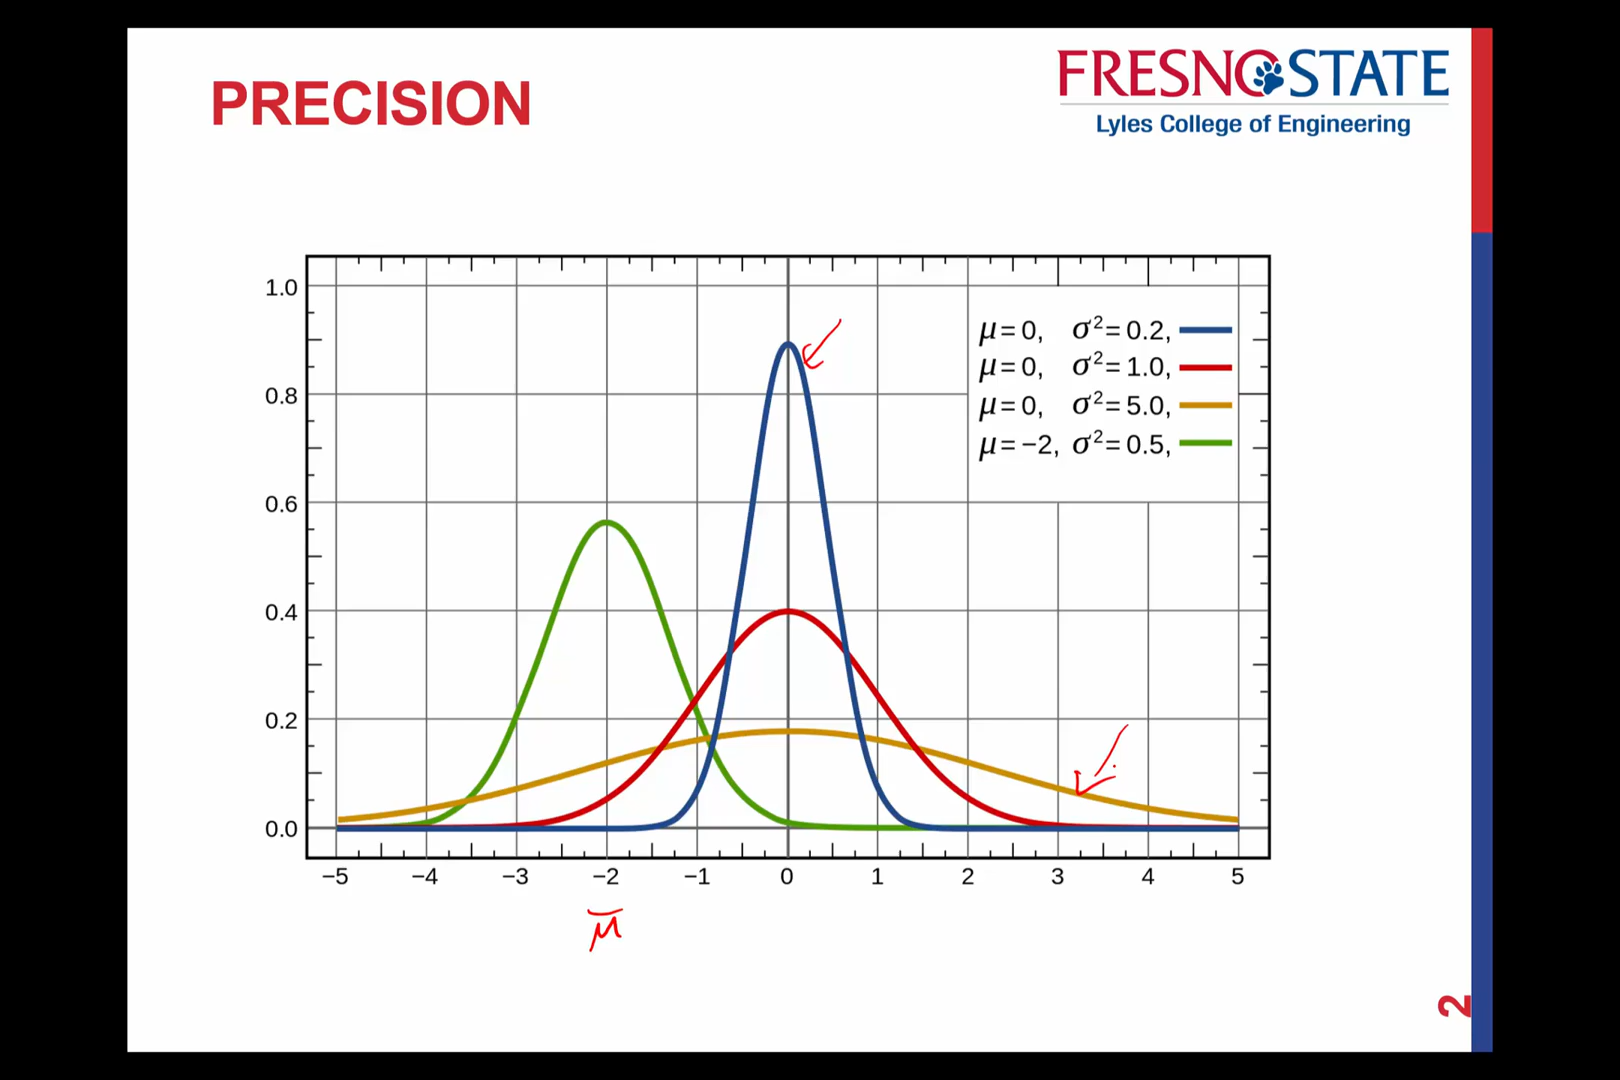 PRECISION
FRESNO STATE
Lyles College of Engineering
1.0
0.8
0.6
0.4
0.2
0.0
μ=0, σ²=0.2,
μ=0, σ²=1.0,
μ=0, σ²=5.0,
μ=−2, σ²=0.5,
−5 −4 −3 −2 −1 0 1 2 3 4 5
μ̅
2